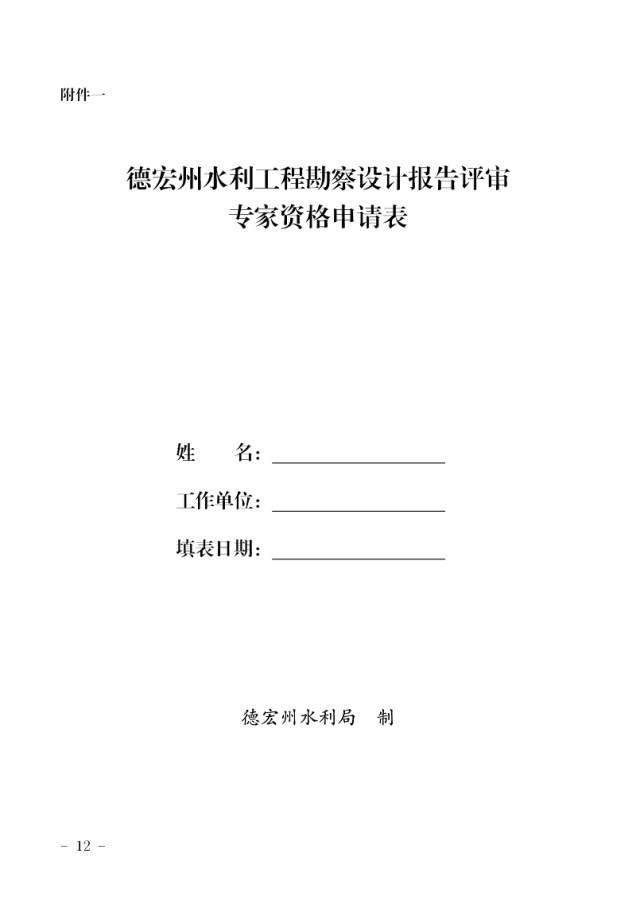 附件一
德宏州水利工程勘察设计报告评审
专家资格申请表
姓　　名：
工作单位：
填表日期：
德宏州水利局　制
- 12 -